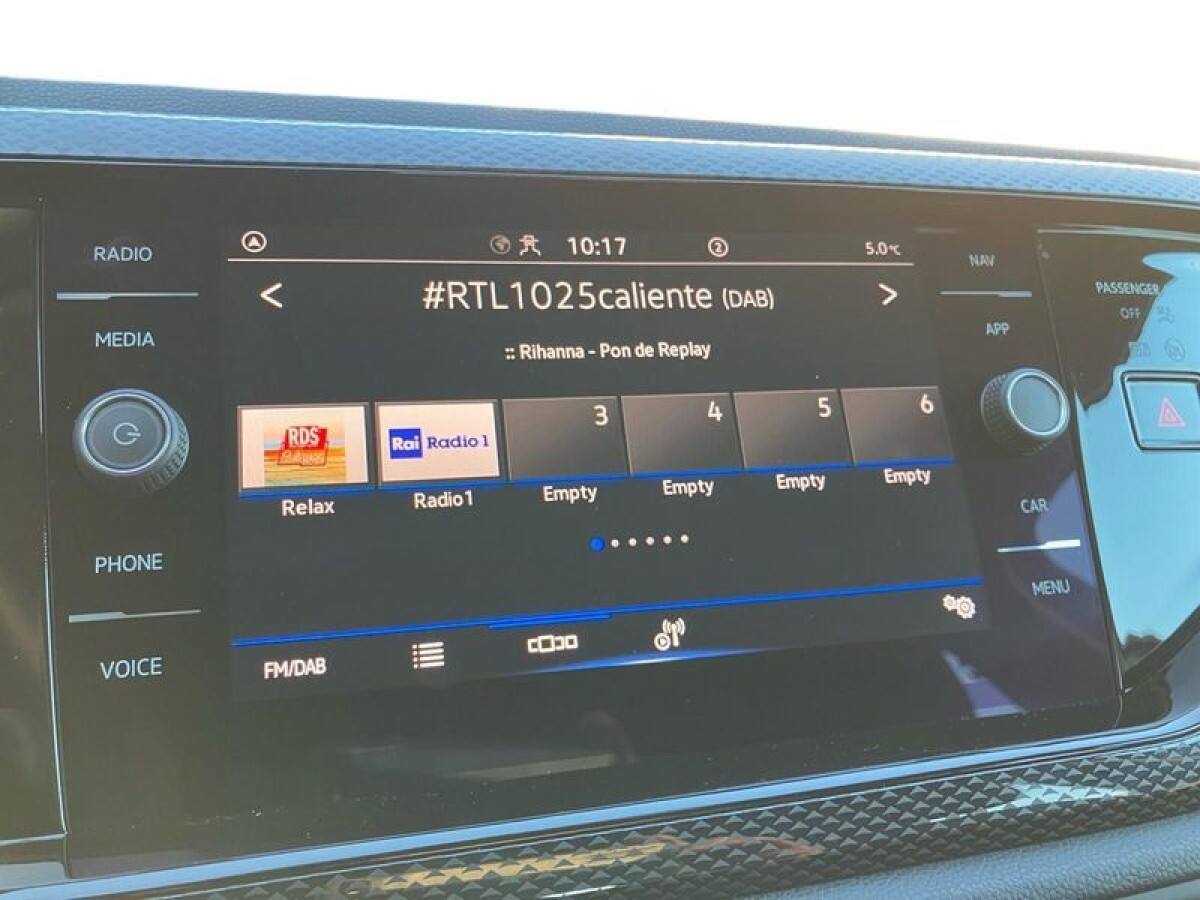 RADIO
MEDIA
PHONE
VOICE
10:17
2
5.0°C
#RTL1025caliente (DAB)
:: Rihanna - Pon de Replay
RDS
Rai Radio 1
3
4
5
6
Relax
Radio1
Empty
Empty
Empty
Empty
FM/DAB
NAV
APP
CAR
MENU
PASSENGER
OFF